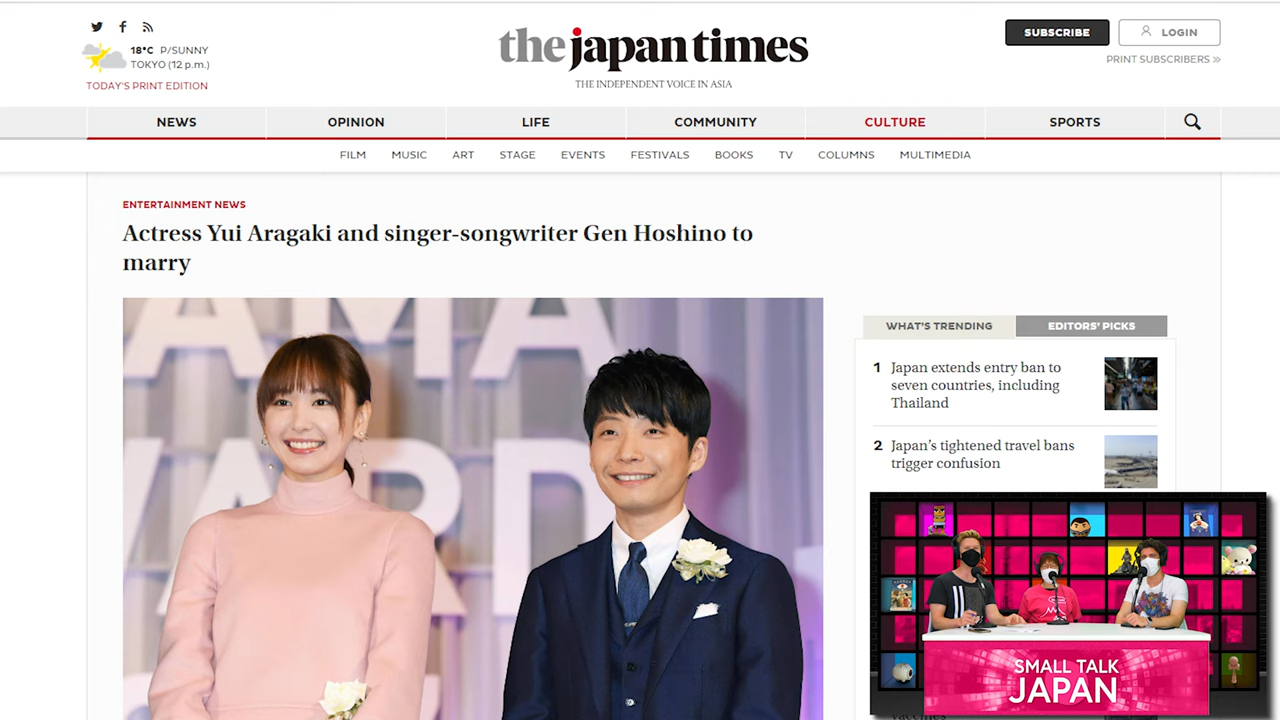 18°C P/SUNNY
TOKYO (12 p.m.)
TODAY'S PRINT EDITION
the japan times
THE INDEPENDENT VOICE IN ASIA
SUBSCRIBE
LOGIN
PRINT SUBSCRIBERS »
NEWS OPINION LIFE COMMUNITY CULTURE SPORTS
FILM MUSIC ART STAGE EVENTS FESTIVALS BOOKS TV COLUMNS MULTIMEDIA
ENTERTAINMENT NEWS
Actress Yui Aragaki and singer-songwriter Gen Hoshino to
marry
WHAT'S TRENDING EDITORS' PICKS
1 Japan extends entry ban to
seven countries, including
Thailand
2 Japan's tightened travel bans
trigger confusion
SMALL TALK
JAPAN